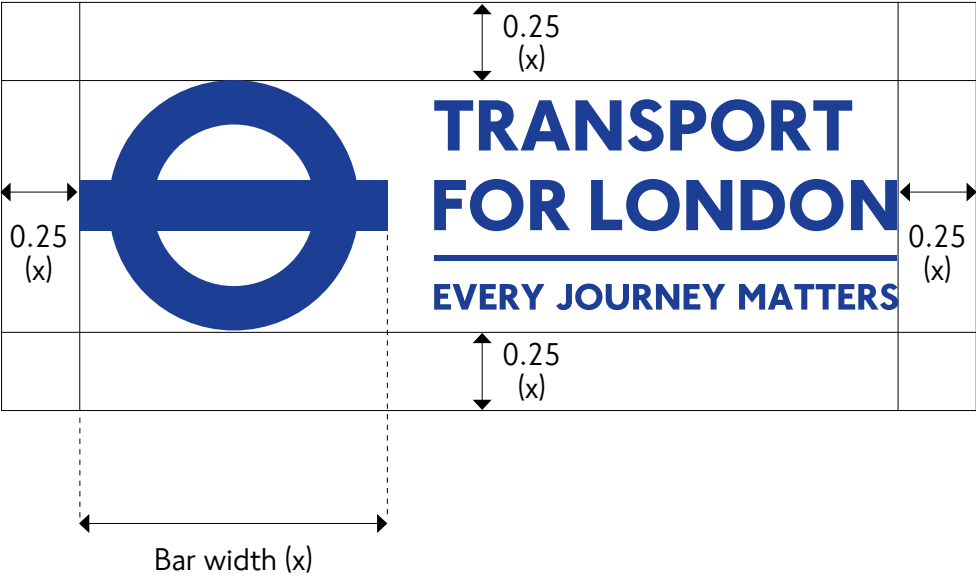 0.25
(x)
TRANSPORT
FOR LONDON
0.25
(x)
0.25
(x)
EVERY JOURNEY MATTERS
0.25
(x)
Bar width (x)